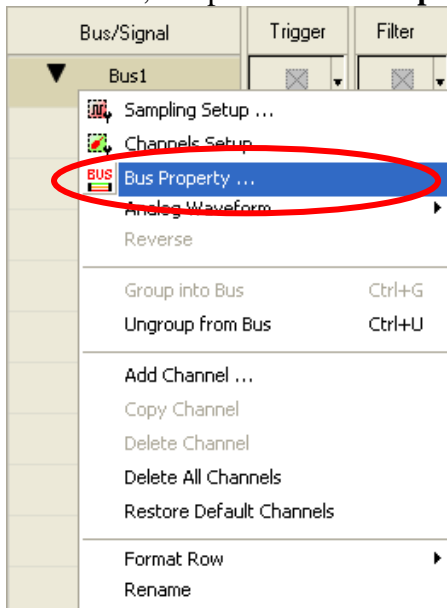 Bus/Signal Trigger Filter
Bus1
Sampling Setup ...
Channels Setup
BUS Bus Property ...
Analog Waveform
Reverse
Group into Bus Ctrl+G
Ungroup from Bus Ctrl+U
Add Channel ...
Copy Channel
Delete Channel
Delete All Channels
Restore Default Channels
Format Row
Rename